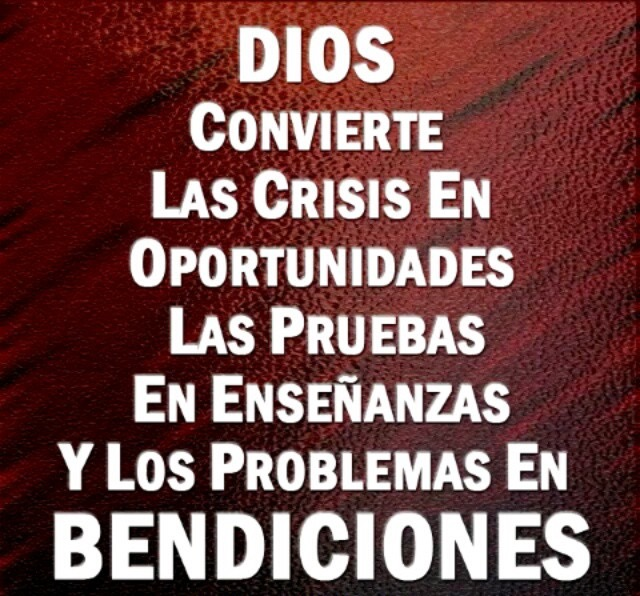 DIOS
CONVIERTE
LAS CRISIS EN
OPORTUNIDADES
LAS PRUEBAS
EN ENSEÑANZAS
Y LOS PROBLEMAS EN
BENDICIONES